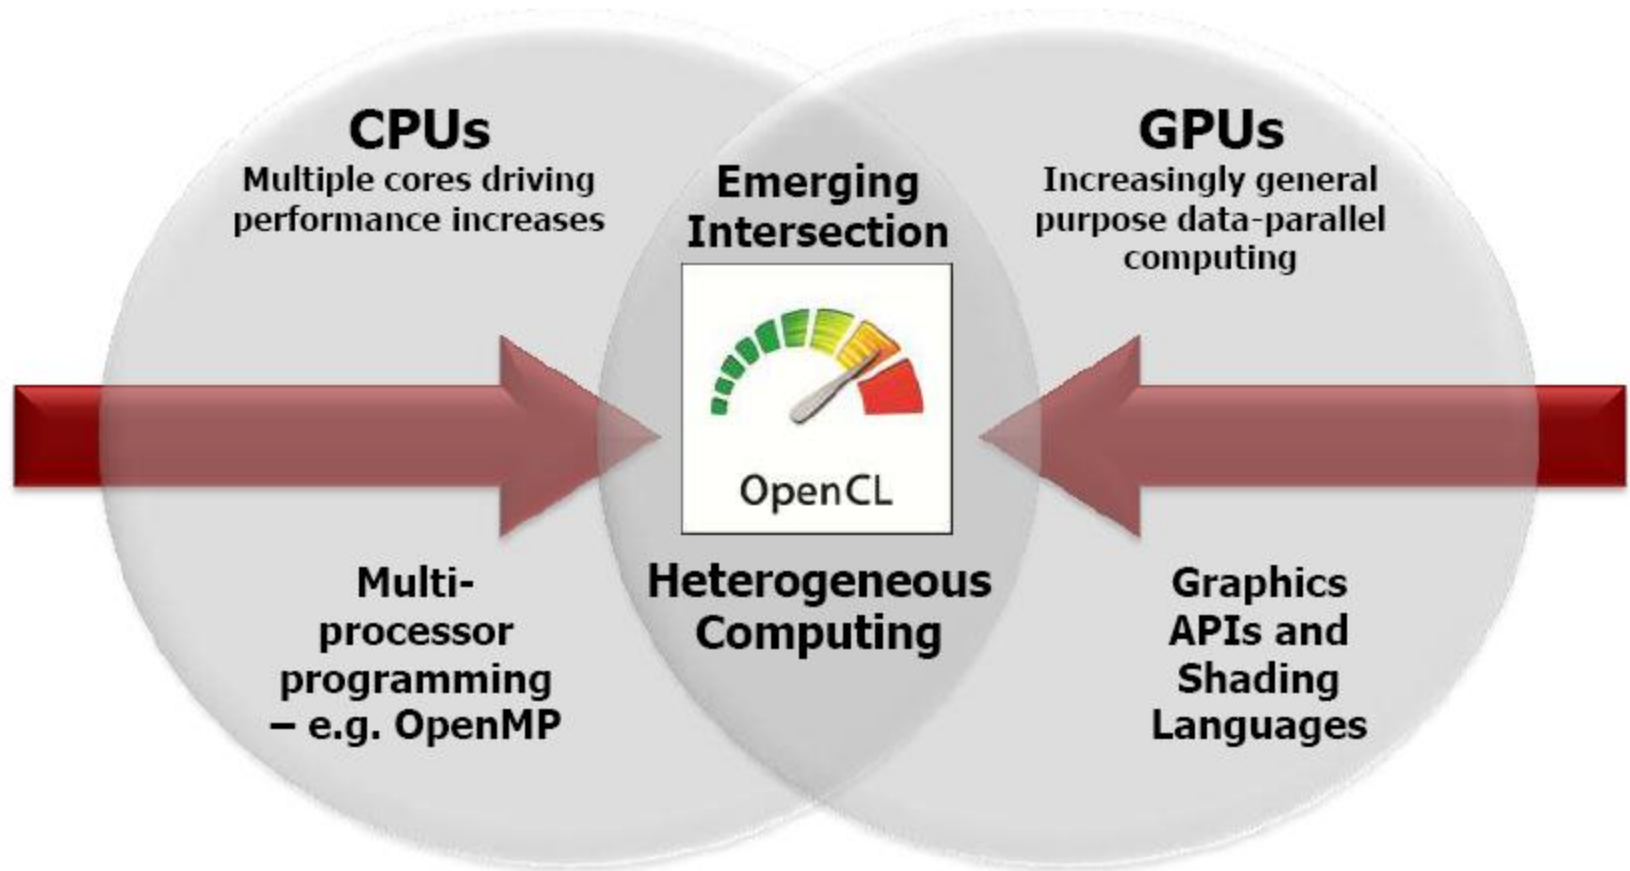 CPUs
Multiple cores driving
performance increases
Emerging
Intersection
GPUs
Increasingly general
purpose data-parallel
computing
OpenCL
Multi-
processor
programming
– e.g. OpenMP
Heterogeneous
Computing
Graphics
APIs and
Shading
Languages